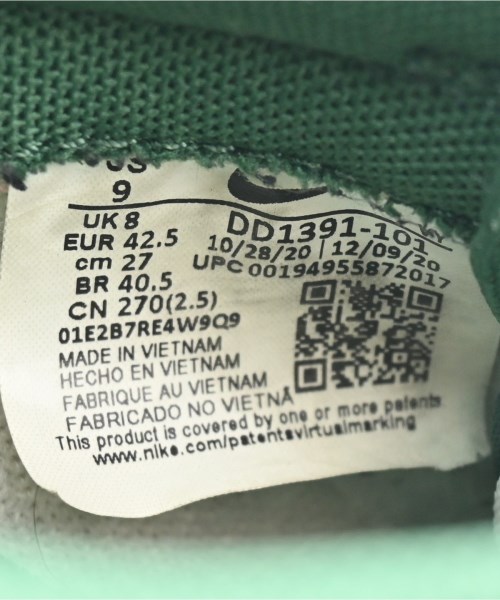 US
9
UK 8
EUR 42.5
cm 27
BR 40.5
CN 270(2.5)
01E2B7RE4W9Q9
DD1391-101
10/28/20 | 12/09/20
UPC 00194955872017
MADE IN VIETNAM
HECHO EN VIETNAM
FABRIQUE AU VIETNAM
FABRICADO NO VIETNÃ
This product is covered by one or more patents
www.nike.com/patentsvirtualmarking